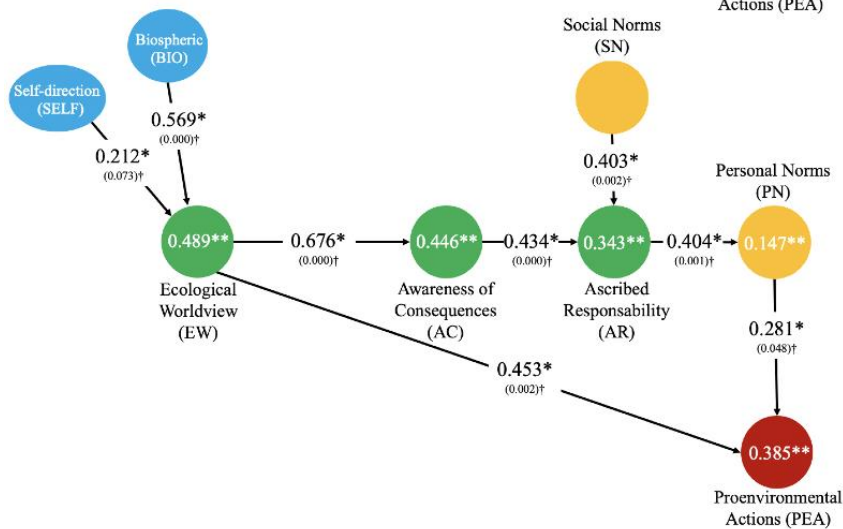 Actions (PEA)
Biospheric
(BIO)
Social Norms
(SN)
Self-direction
(SELF)
0.569*
(0.000)†
0.212*
(0.073)†
0.403*
(0.002)†
Personal Norms
(PN)
0.489**
0.676*
(0.000)†
0.446**
0.434*
(0.000)†
0.343**
0.404*
(0.001)†
0.147**
Ecological
Worldview
(EW)
Awareness of
Consequences
(AC)
Ascribed
Responsability
(AR)
0.281*
(0.048)†
0.453*
(0.002)†
0.385**
Proenvironmental
Actions (PEA)